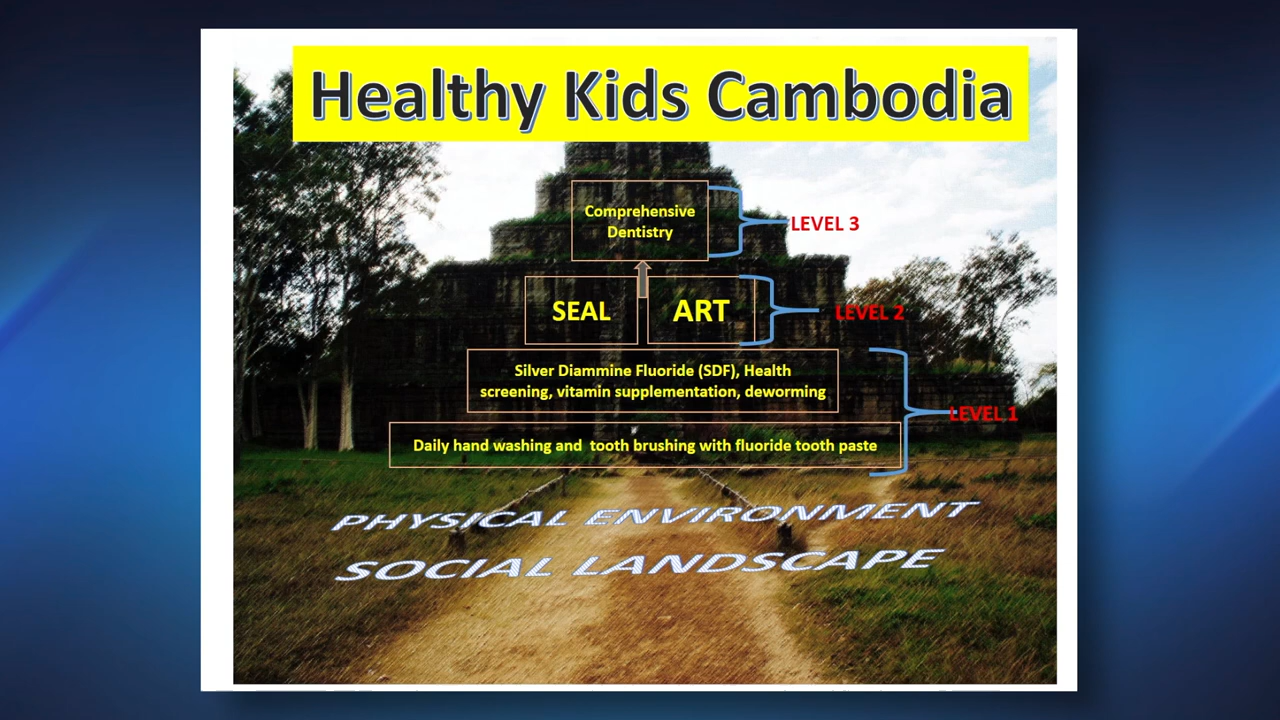 Healthy Kids Cambodia
Comprehensive
Dentistry
LEVEL 3
SEAL
ART
LEVEL 2
Silver Diammine Fluoride (SDF), Health
screening, vitamin supplementation, deworming
LEVEL 1
Daily hand washing and  tooth brushing with fluoride tooth paste
PHYSICAL ENVIRONMENT
SOCIAL LANDSCAPE